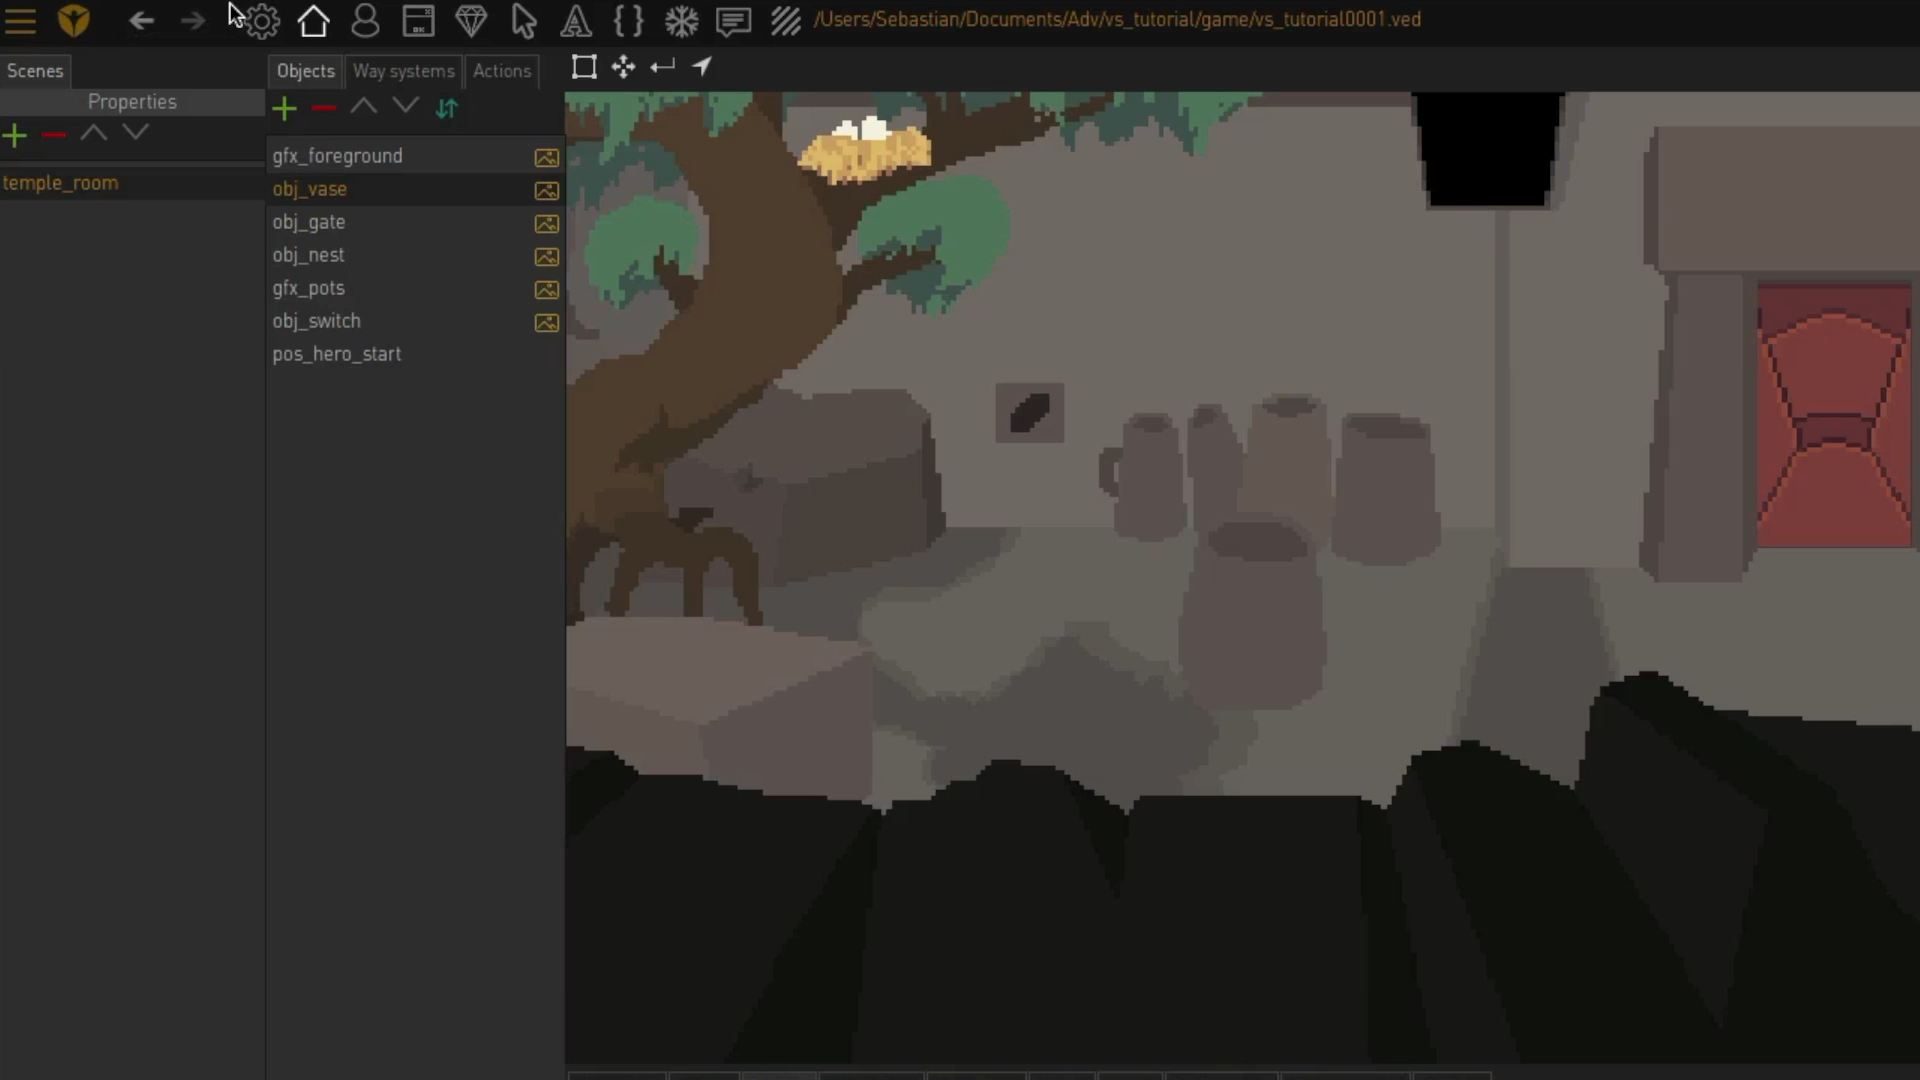 /Users/Sebastian/Documents/Adv/vs_tutorial/game/vs_tutorial0001.ved
Scenes
Objects
Way systems
Actions
Properties
gfx_foreground
temple_room
obj_vase
obj_gate
obj_nest
gfx_pots
obj_switch
pos_hero_start